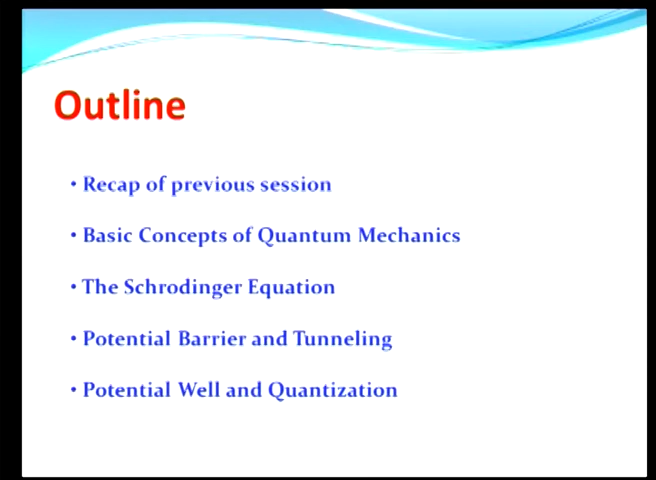 Outline
• Recap of previous session
• Basic Concepts of Quantum Mechanics
• The Schrodinger Equation
• Potential Barrier and Tunneling
• Potential Well and Quantization